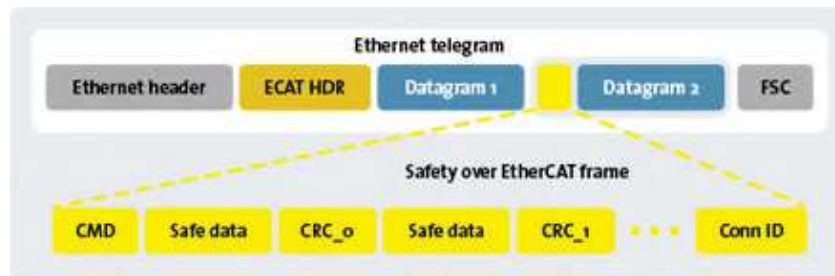 Ethernet telegram
Ethernet header ECAT HDR Datagram 1 Datagram 2 FSC
Safety over EtherCAT frame
CMD Safe data CRC_0 Safe data CRC_1 Conn ID